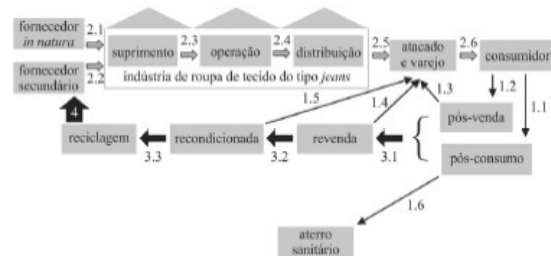 fornecedor
in natura
2.1
suprimento
2.3
operação
2.4
distribuição
2.5
atacado
e varejo
2.6
consumidor
fornecedor
secundário
2.2
indústria de roupa de tecido do tipo jeans
1.5
1.4
1.3
1.2
1.1
4
pós-venda
reciclagem
recondicionada
revenda
3.3
3.2
3.1
pós-consumo
1.6
aterro
sanitário